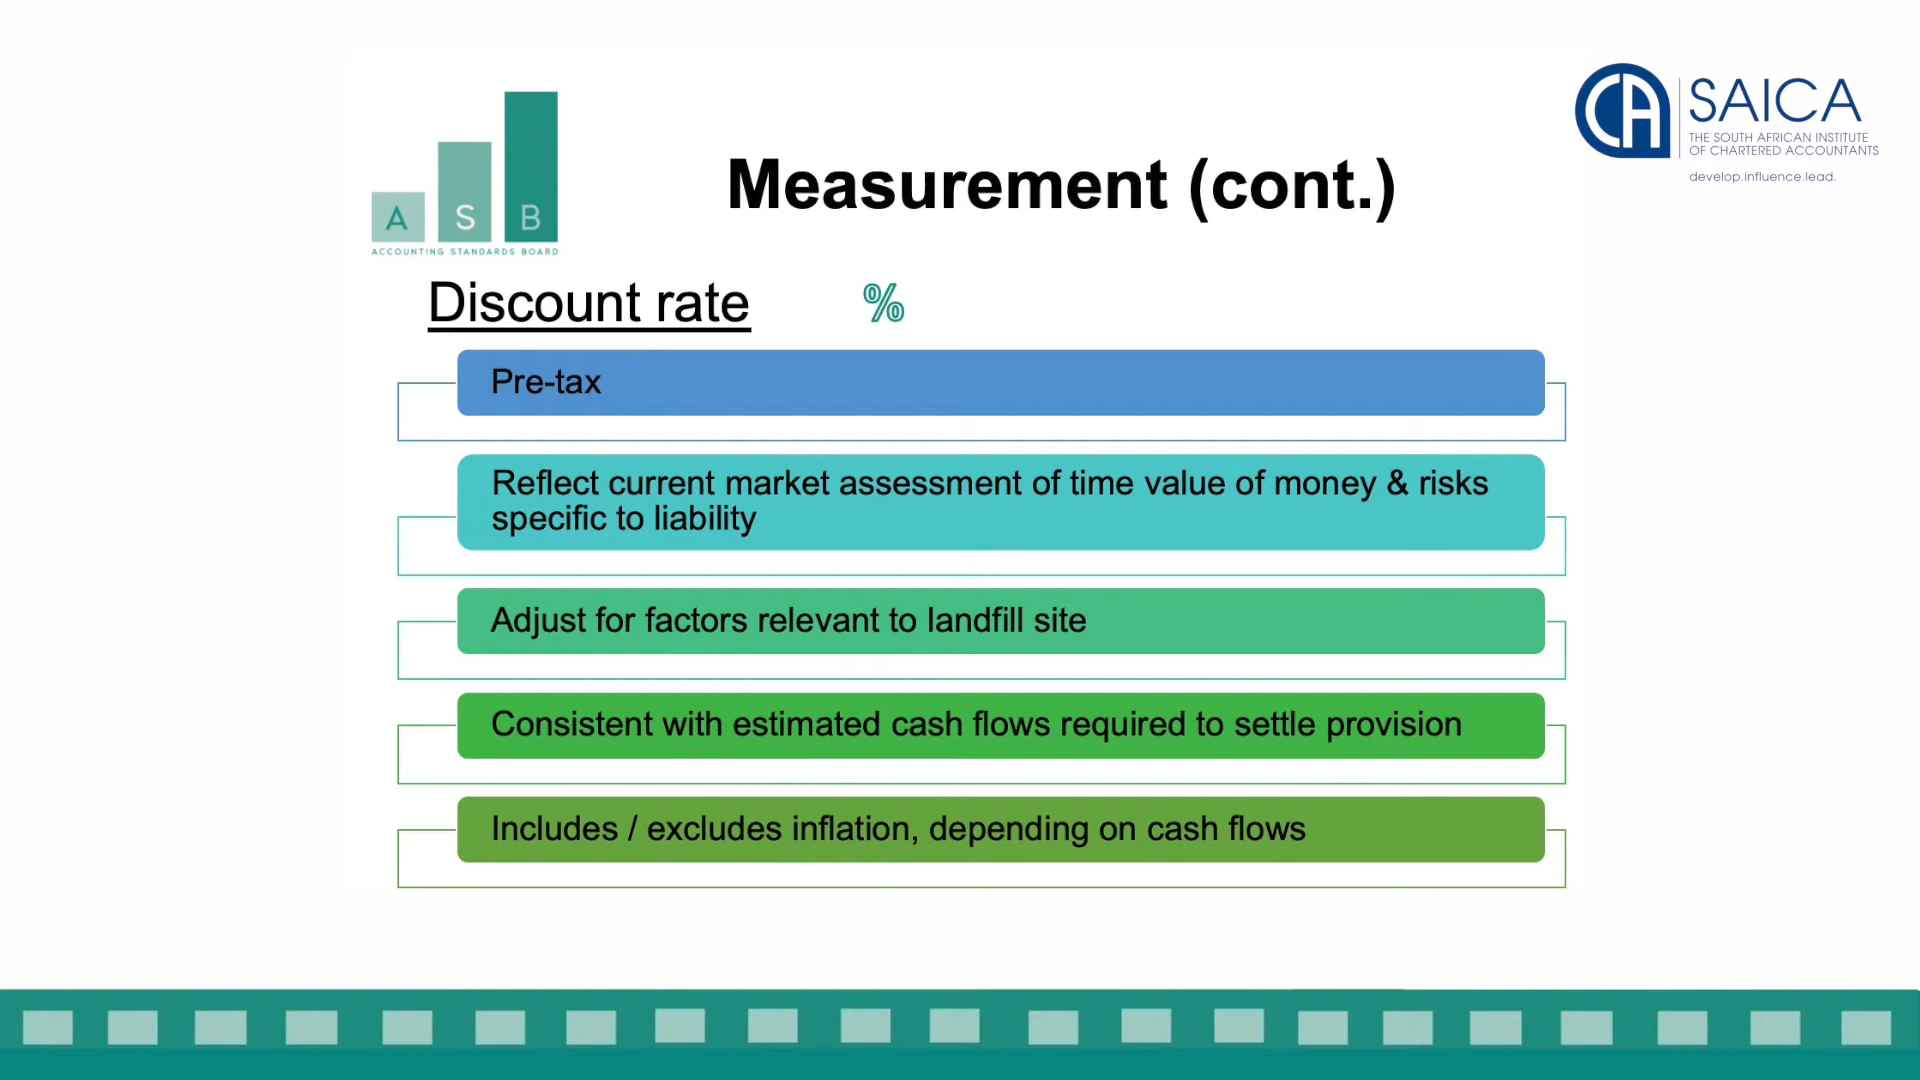 A S B
ACCOUNTING STANDARDS BOARD
Measurement (cont.)
CA
SAICA
THE SOUTH AFRICAN INSTITUTE
OF CHARTERED ACCOUNTANTS
develop.influence.lead.
Discount rate %
Pre-tax
Reflect current market assessment of time value of money & risks
specific to liability
Adjust for factors relevant to landfill site
Consistent with estimated cash flows required to settle provision
Includes / excludes inflation, depending on cash flows